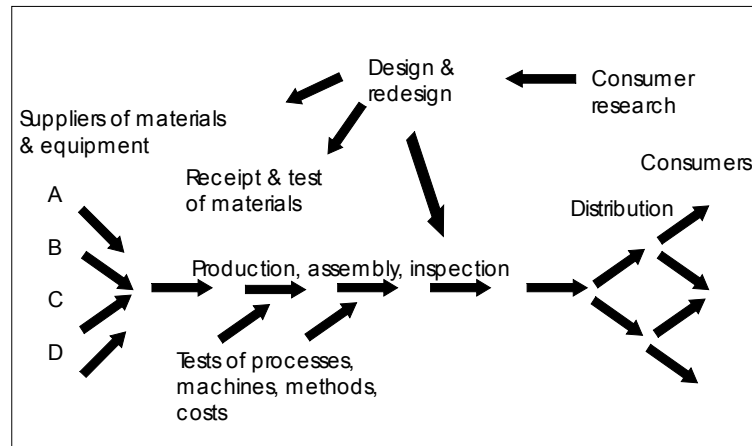 Design &
redesign
Consumer
research
Suppliers of materials
& equipment
Receipt & test
of materials
Consumers
Distribution
A
B
C
D
Production, assembly, inspection
Tests of processes,
machines, methods,
costs